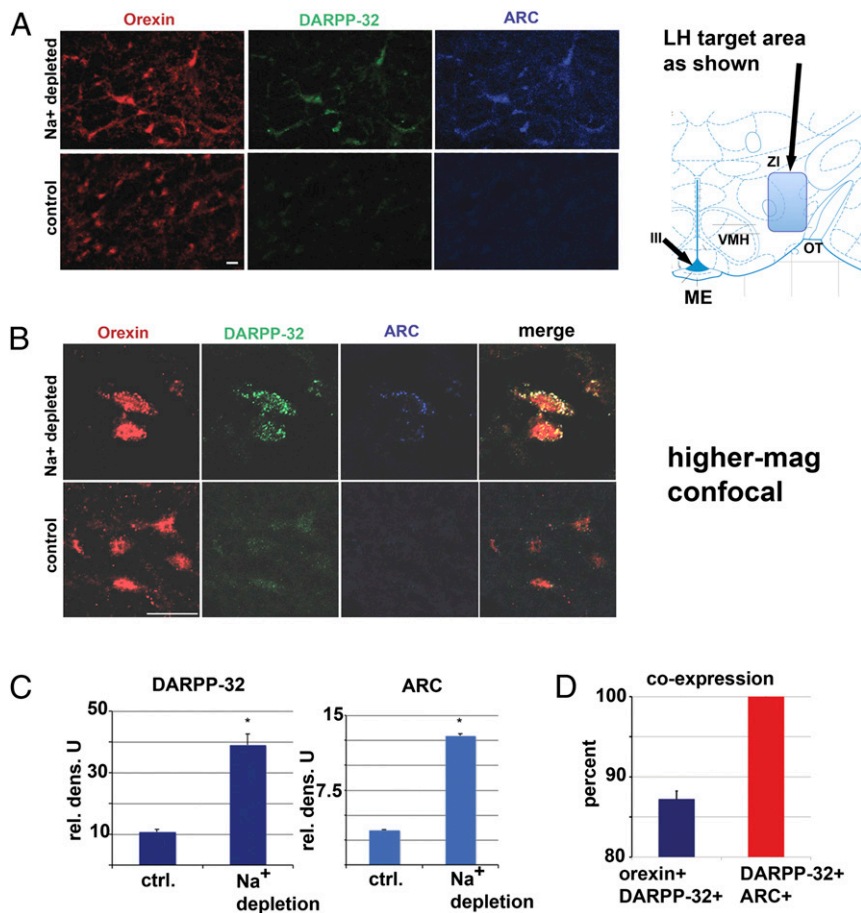 A
Orexin
DARPP-32
ARC
Na+ depleted
control
LH target area
as shown
ZI
III
VMH
OT
ME
B
Orexin
DARPP-32
ARC
merge
Na+ depleted
control
higher-mag
confocal
C
DARPP-32
rel. dens. U
50
30
10
*
ctrl.
Na+
depletion
ARC
rel. dens. U
15
7.5
*
ctrl.
Na+
depletion
D
co-expression
percent
100
90
80
orexin+
DARPP-32+
DARPP-32+
ARC+